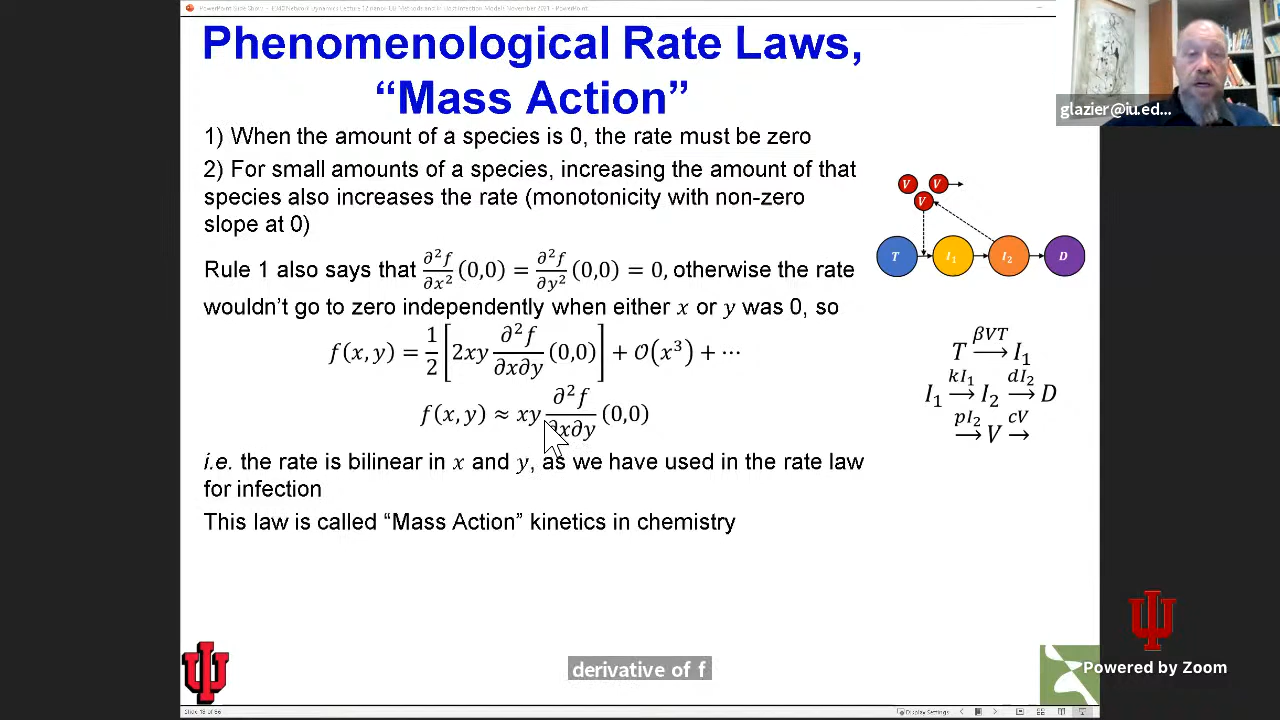 Phenomenological Rate Laws,
“Mass Action”
glazier@iu.ed...
1) When the amount of a species is 0, the rate must be zero
2) For small amounts of a species, increasing the amount of that
species also increases the rate (monotonicity with non-zero
slope at 0)
V V
V
T I₁ I₂ D
Rule 1 also says that ∂²f/∂x² (0,0) = ∂²f/∂y² (0,0) = 0, otherwise the rate
wouldn’t go to zero independently when either x or y was 0, so
f(x, y) = 1/2 [2xy ∂²f/∂x∂y (0,0)] + 𝒪(x³) + ⋯
f(x, y) ≈ xy ∂²f/∂x∂y (0,0)
βVT
T → I₁
kI₁ dI₂
I₁ → I₂ → D
pI₂ cV
→ V →
i.e. the rate is bilinear in x and y, as we have used in the rate law
for infection
This law is called “Mass Action” kinetics in chemistry
derivative of f
Powered by Zoom
Display Settings